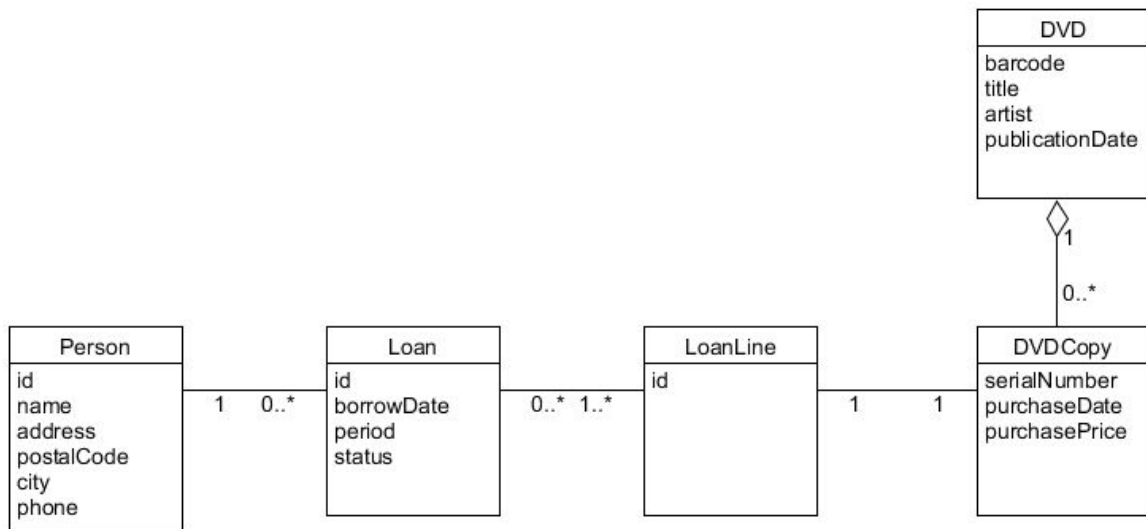 DVD
barcode
title
artist
publicationDate
1
0..*
Person
id
name
address
postalCode
city
phone
1 0..*
Loan
id
borrowDate
period
status
0..* 1..*
LoanLine
id
1 1
DVDCopy
serialNumber
purchaseDate
purchasePrice